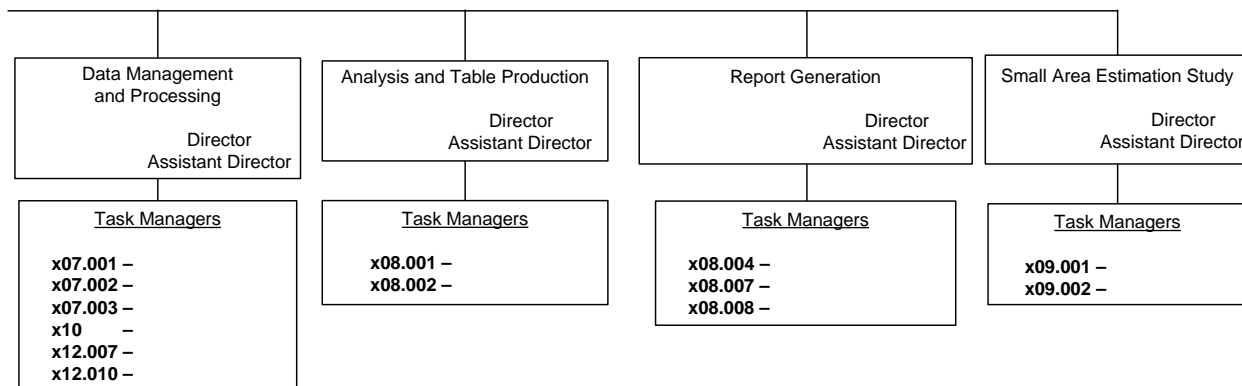 Data Management
and Processing
Director
Assistant Director
Analysis and Table Production
Director
Assistant Director
Report Generation
Director
Assistant Director
Small Area Estimation Study
Director
Assistant Director
Task Managers
x07.001 –
x07.002 –
x07.003 –
x10 –
x12.007 –
x12.010 –
Task Managers
x08.001 –
x08.002 –
Task Managers
x08.004 –
x08.007 –
x08.008 –
Task Managers
x09.001 –
x09.002 –